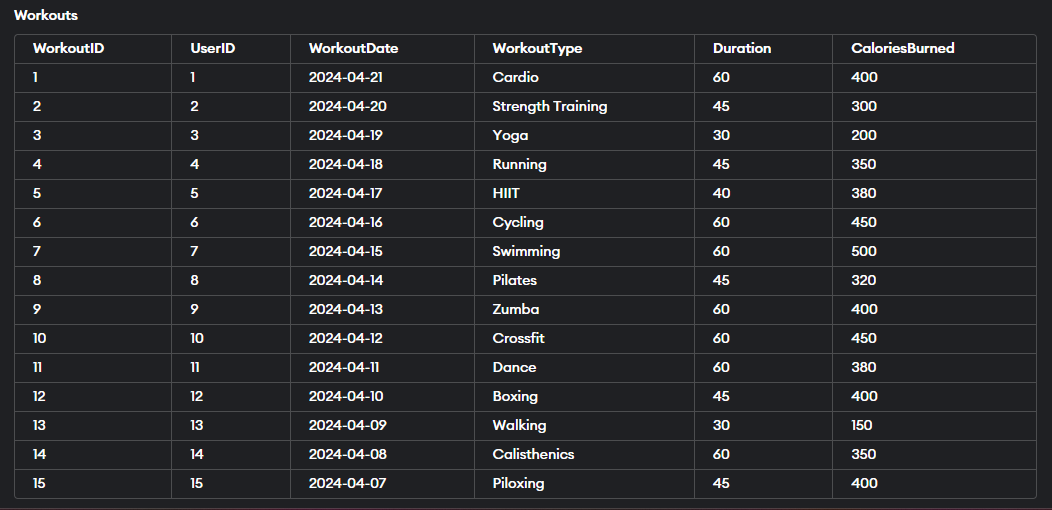 Workouts
WorkoutID UserID WorkoutDate WorkoutType Duration CaloriesBurned
1 1 2024-04-21 Cardio 60 400
2 2 2024-04-20 Strength Training 45 300
3 3 2024-04-19 Yoga 30 200
4 4 2024-04-18 Running 45 350
5 5 2024-04-17 HIIT 40 380
6 6 2024-04-16 Cycling 60 450
7 7 2024-04-15 Swimming 60 500
8 8 2024-04-14 Pilates 45 320
9 9 2024-04-13 Zumba 60 400
10 10 2024-04-12 Crossfit 60 450
11 11 2024-04-11 Dance 60 380
12 12 2024-04-10 Boxing 45 400
13 13 2024-04-09 Walking 30 150
14 14 2024-04-08 Calisthenics 60 350
15 15 2024-04-07 Piloxing 45 400